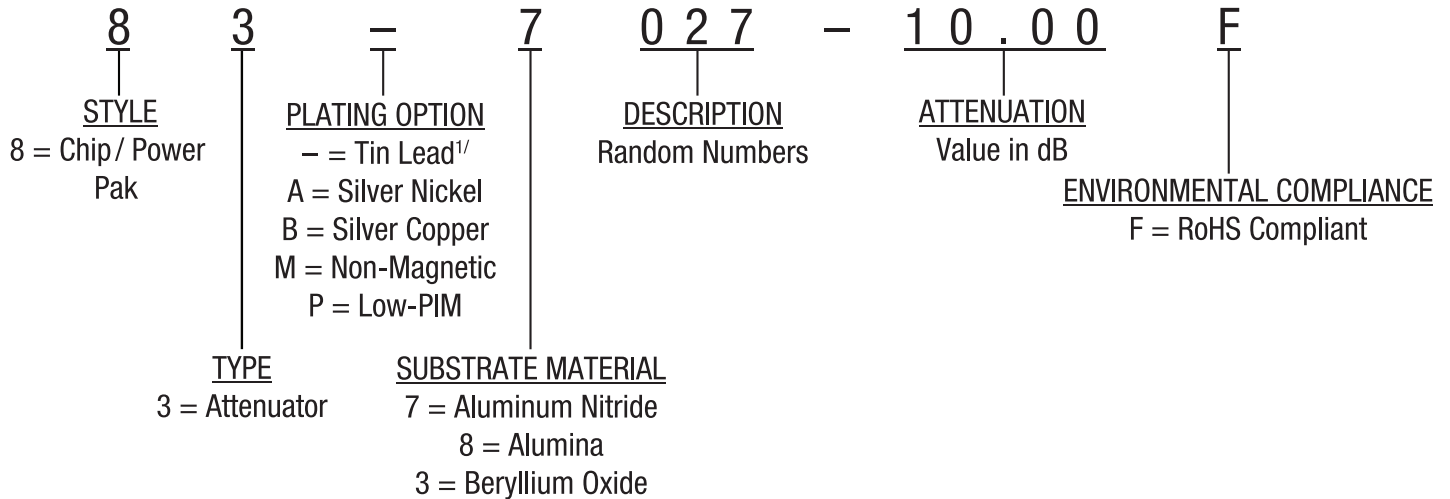 8 3 – 7 0 2 7 – 1 0 . 0 0 F
STYLE
8 = Chip / Power
Pak
PLATING OPTION
– = Tin Lead1/
A = Silver Nickel
B = Silver Copper
M = Non-Magnetic
P = Low-PIM
DESCRIPTION
Random Numbers
ATTENUATION
Value in dB
ENVIRONMENTAL COMPLIANCE
F = RoHS Compliant
TYPE
3 = Attenuator
SUBSTRATE MATERIAL
7 = Aluminum Nitride
8 = Alumina
3 = Beryllium Oxide